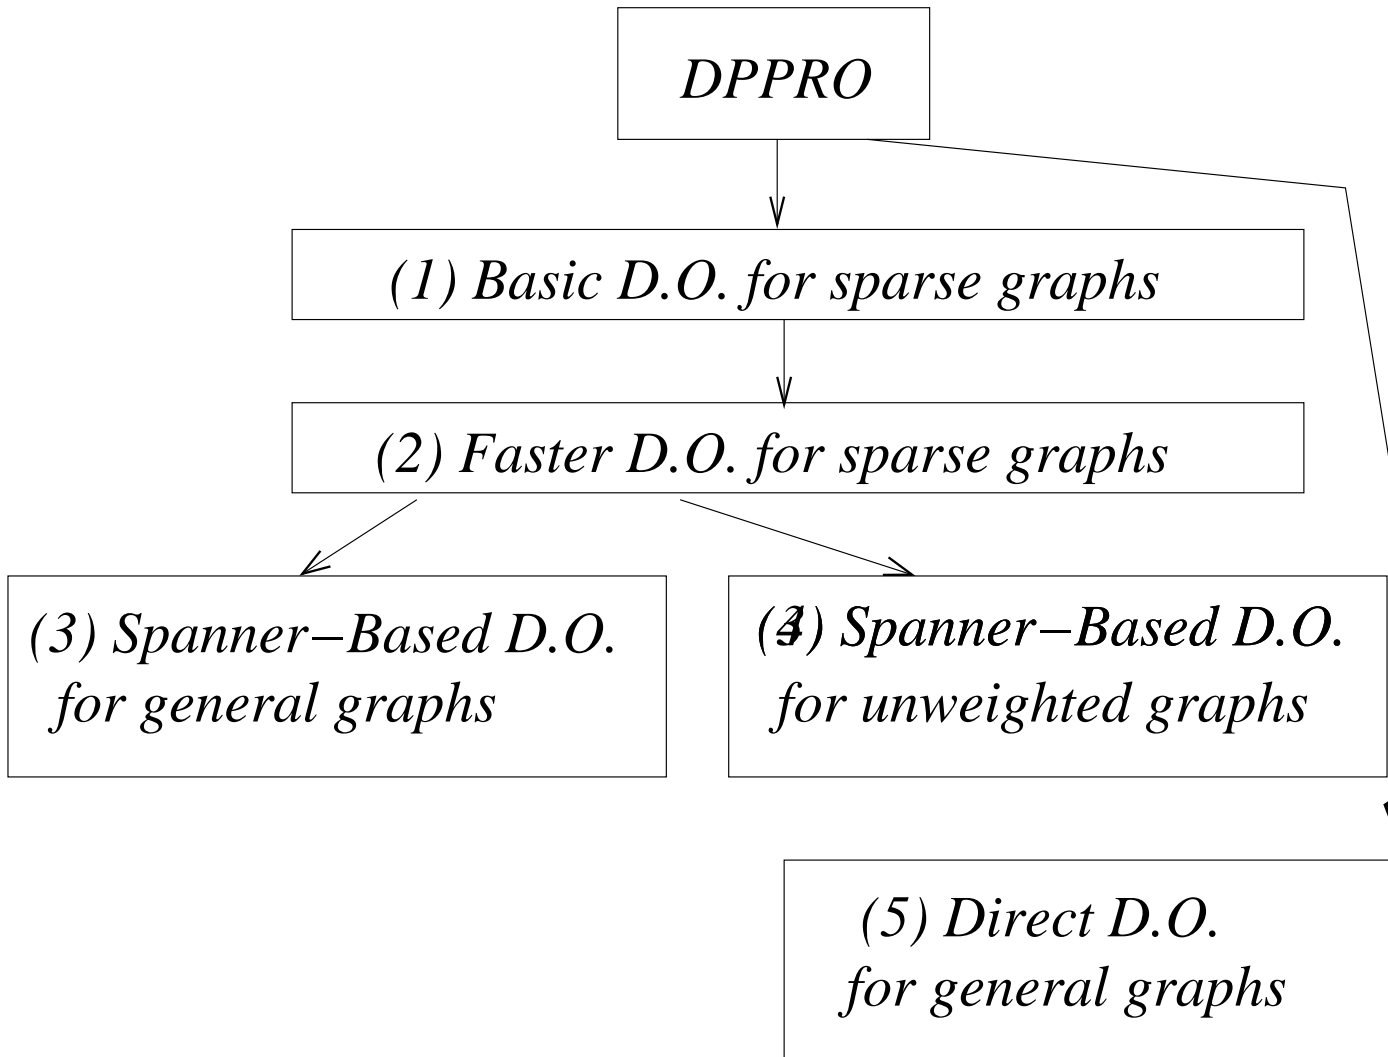 DPPRO
(1) Basic D.O. for sparse graphs
(2) Faster D.O. for sparse graphs
(3) Spanner–Based D.O.
for general graphs
Spanner–Based D.O.
for unweighted graphs
(5) Direct D.O.
for general graphs